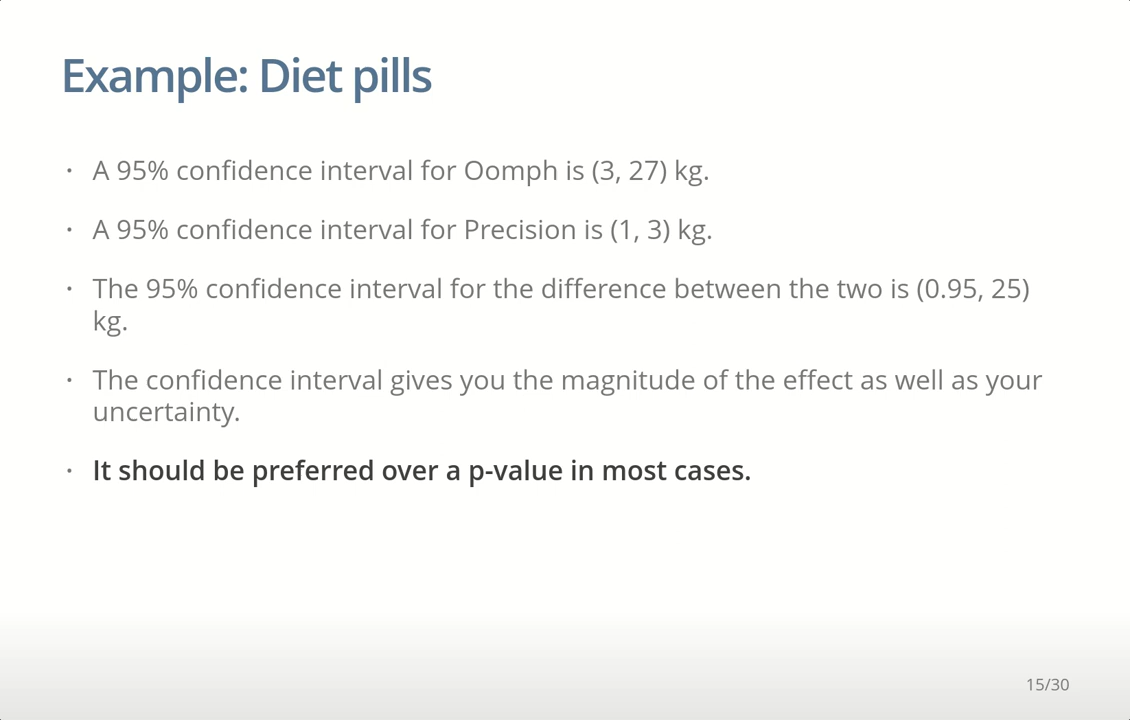 Example: Diet pills
· A 95% confidence interval for Oomph is (3, 27) kg.
· A 95% confidence interval for Precision is (1, 3) kg.
· The 95% confidence interval for the difference between the two is (0.95, 25)
kg.
· The confidence interval gives you the magnitude of the effect as well as your
uncertainty.
· It should be preferred over a p-value in most cases.
15/30